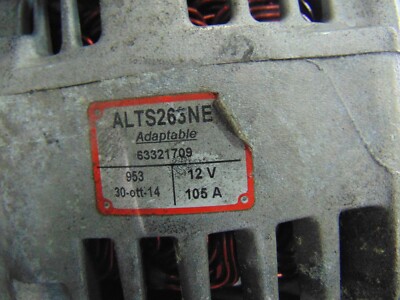 ALTS263NE
Adaptable
63321709
953 12 V
30-ott-14 105 A